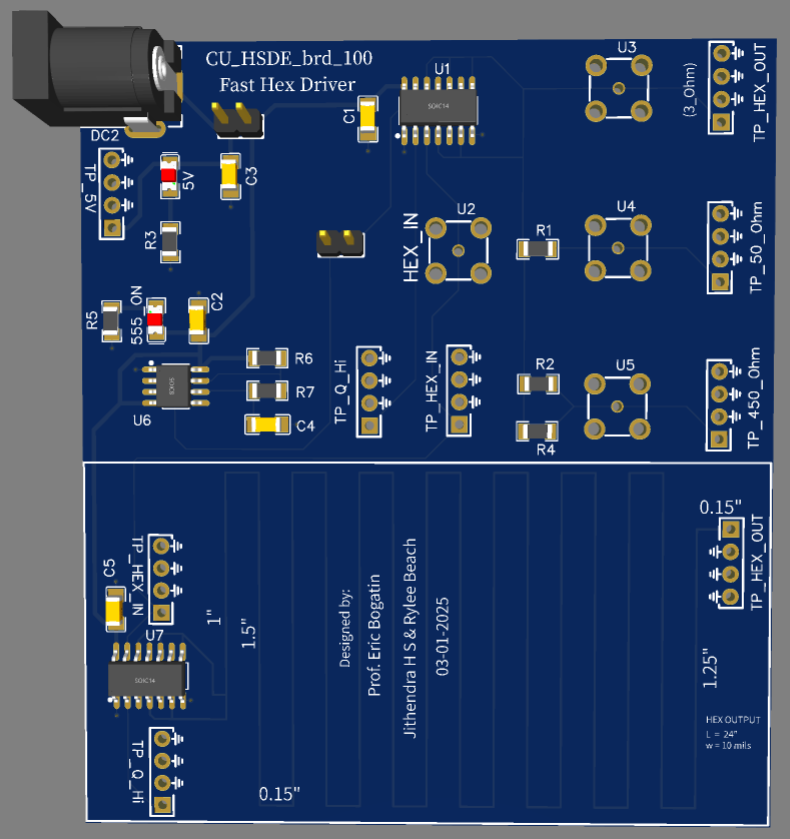 CU_HSDE_brd_100
Fast Hex Driver
DC2
TP_5V
5V
C3
R3
C1
U1
SOIC14
U3
(3_Ohm)
TP_HEX_OUT
HEX_IN
U2
R1
U4
TP_50_Ohm
R5
555_ON
C2
U6
SOIC8
R6
R7
C4
TP_Q_Hi
TP_HEX_IN
R2
R4
U5
TP_450_Ohm
C5
TP_HEX_IN
U7
SOIC14
TP_Q_Hi
1"
1.5"
0.15"
Designed by:
Prof. Eric Bogatin
Jithendra H S & Rylee Beach
03-01-2025
0.15"
TP_HEX_OUT
1.25"
HEX OUTPUT
L = 24"
w = 10 mils